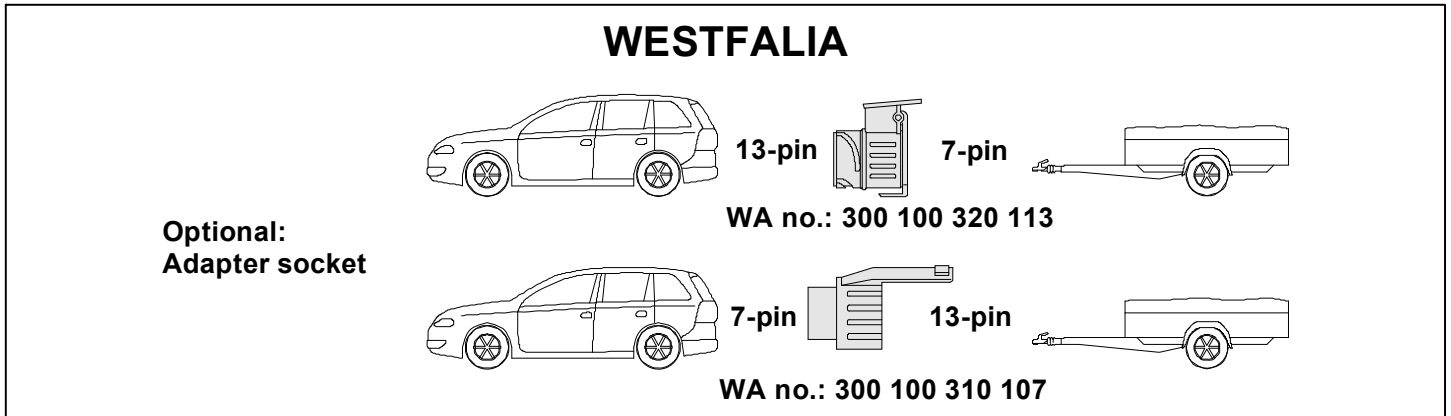 WESTFALIA
13-pin 7-pin
WA no.: 300 100 320 113
Optional:
Adapter socket
7-pin 13-pin
WA no.: 300 100 310 107